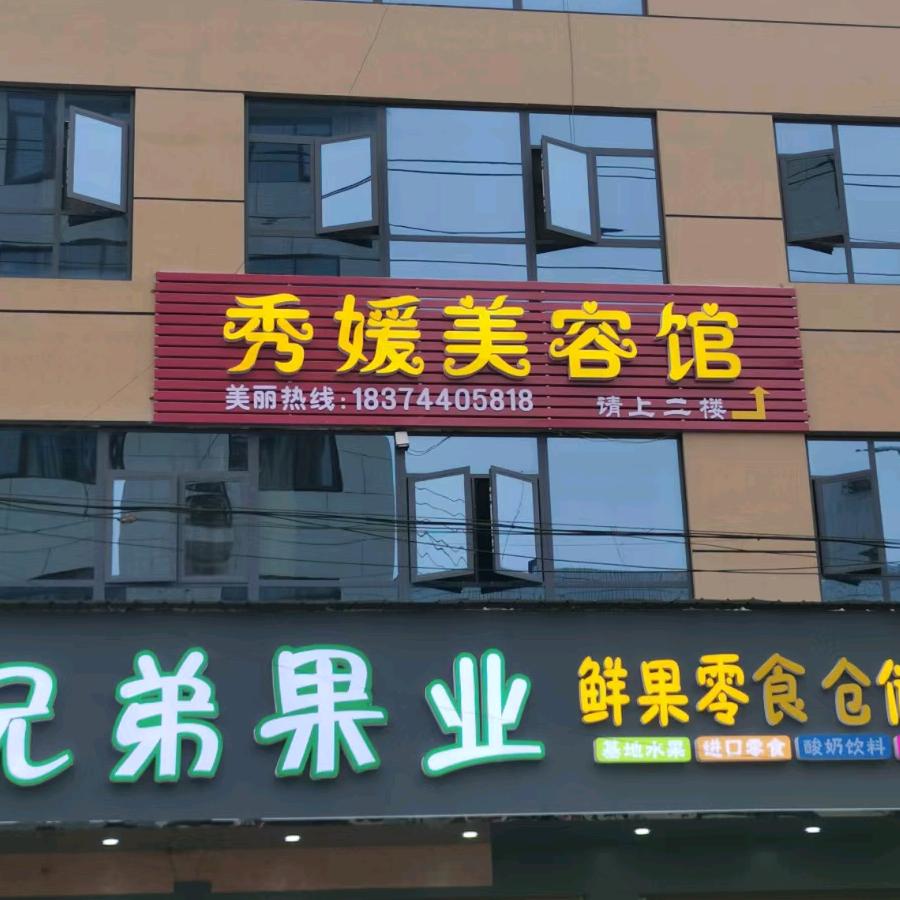 秀媛美容馆
美丽热线:18374405818 请上二楼
兄弟果业
鲜果零食仓
基地水果 进口零食 酸奶饮料